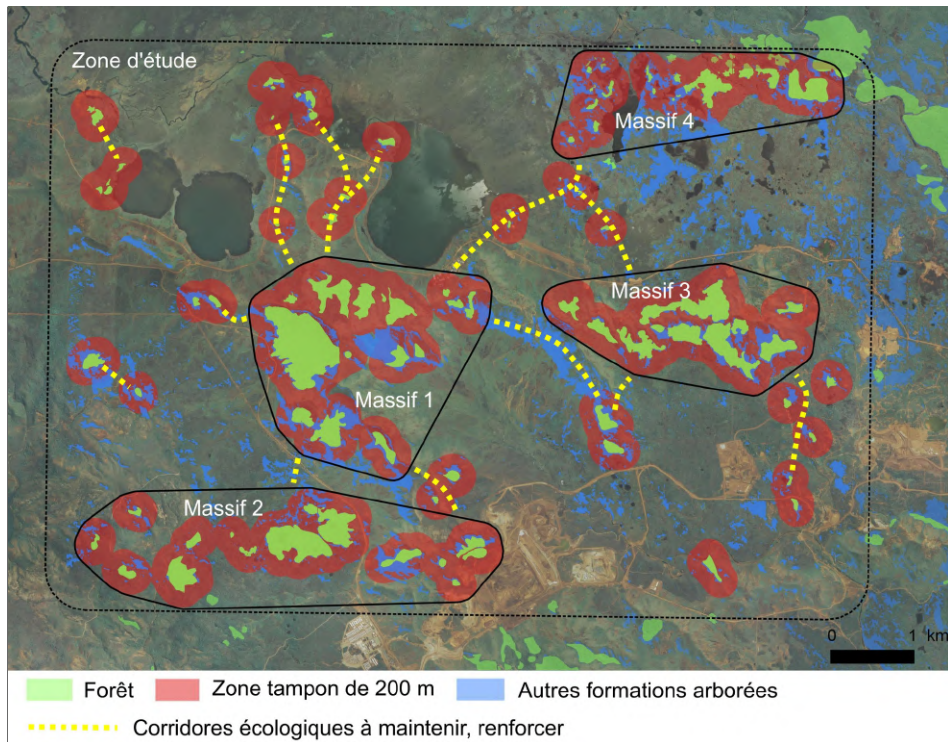 Zone d'étude
Massif 4
Massif 3
Massif 1
Massif 2
0 1 km
Forêt Zone tampon de 200 m Autres formations arborées
Corridores écologiques à maintenir, renforcer